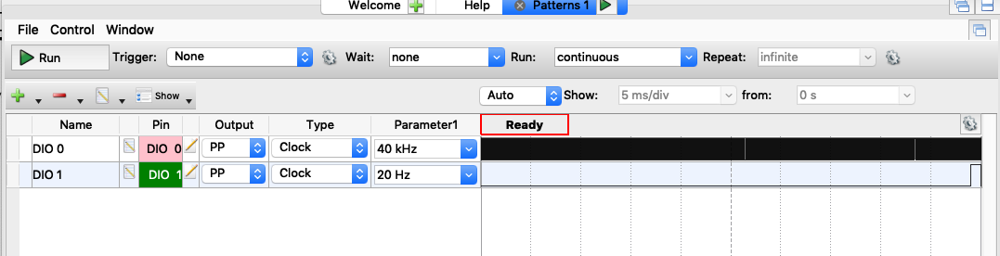 Welcome Help Patterns 1
File Control Window
Run Trigger: None Wait: none Run: continuous Repeat: infinite
Show Auto Show: 5 ms/div from: 0 s
Name Pin Output Type Parameter1 Ready
DIO 0 DIO 0 PP Clock 40 kHz
DIO 1 DIO 1 PP Clock 20 Hz